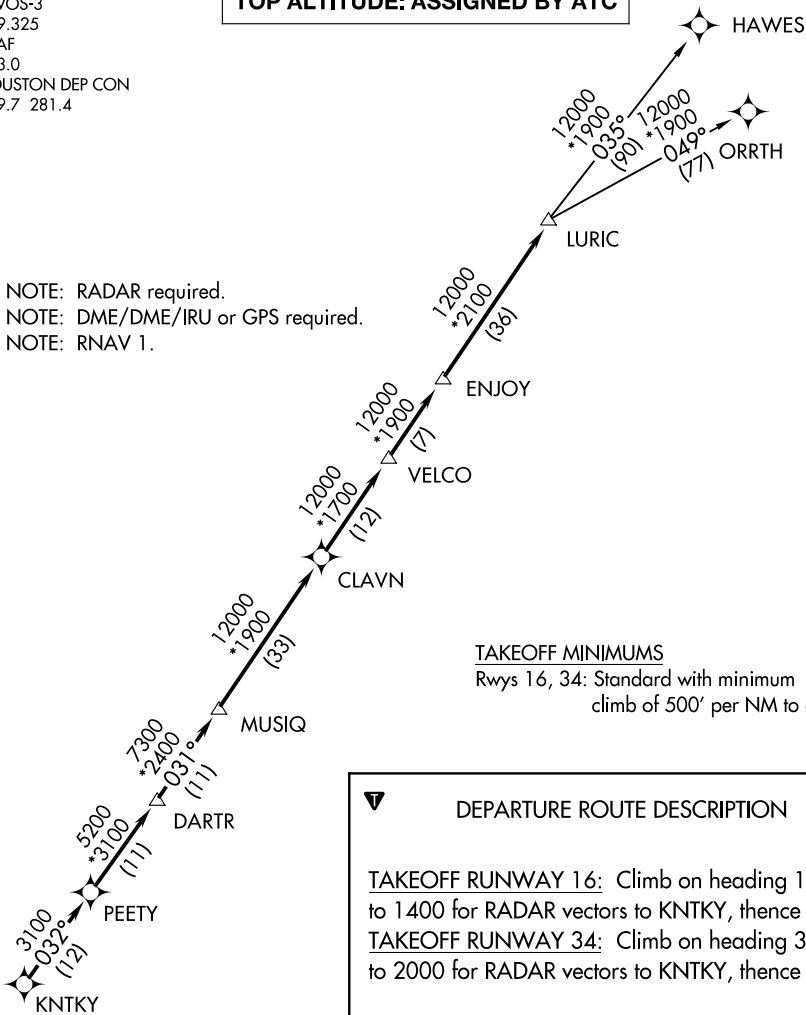 TOP ALTITUDE: ASSIGNED BY ATC
HAWES
12000
*1900
035°
(90)
12000
*1900
049°
(77)
ORRTH
LURIC
NOTE: RADAR required.
NOTE: DME/DME/IRU or GPS required.
NOTE: RNAV 1.
12000
*2100
(36)
ENJOY
12000
*1900
(7)
VELCO
12000
*1700
(12)
CLAVN
12000
*1900
(33)
TAKEOFF MINIMUMS
Rwys 16, 34: Standard with minimum
climb of 500' per NM to
MUSIQ
7300
*2400
031°
(11)
DARTR
5200
*3100
(11)
PEETY
3100
032°
(12)
KNTKY
T
DEPARTURE ROUTE DESCRIPTION
TAKEOFF RUNWAY 16: Climb on heading 1
to 1400 for RADAR vectors to KNTKY, thence
TAKEOFF RUNWAY 34: Climb on heading 3
to 2000 for RADAR vectors to KNTKY, thence
VOS-3
9.325
AF
3.0
USTON DEP CON
9.7 281.4